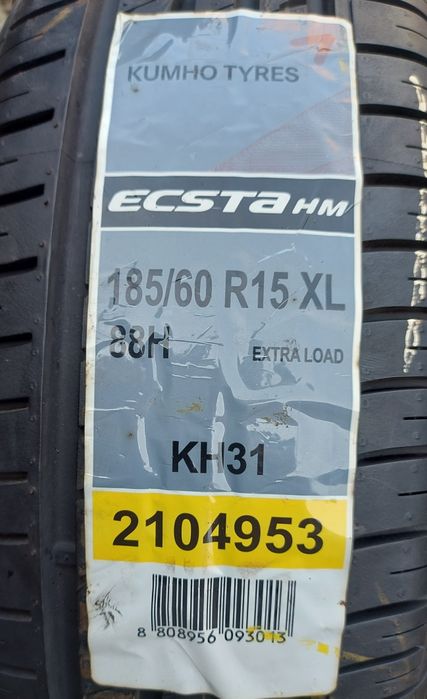 KUMHO TYRES
ECSTA HM
185/60 R15 XL
88H EXTRA LOAD
KH31
2104953
8 808956 093013